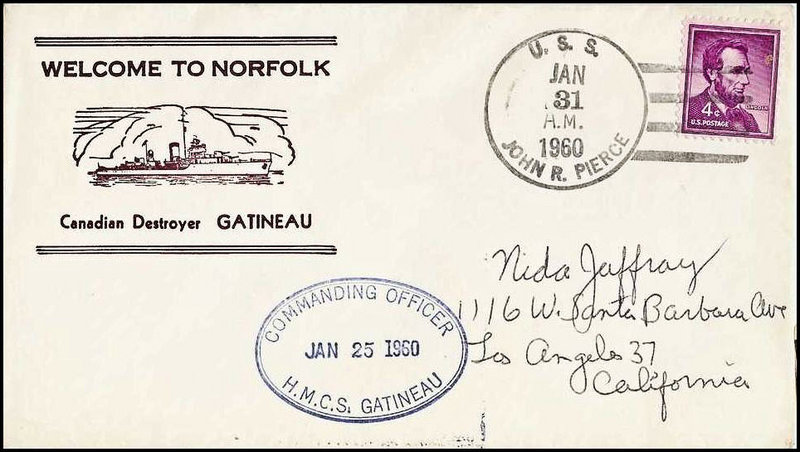 WELCOME TO NORFOLK
Canadian Destroyer GATINEAU
U.S.S.
JAN
31
A.M.
1960
JOHN R. PIERCE
4¢
LINCOLN
U.S. POSTAGE
COMMANDING OFFICER
JAN 25 1960
H.M.C.S. GATINEAU
Nida Jaffray
1116 W. Santa Barbara Ave
Los Angeles 37
California